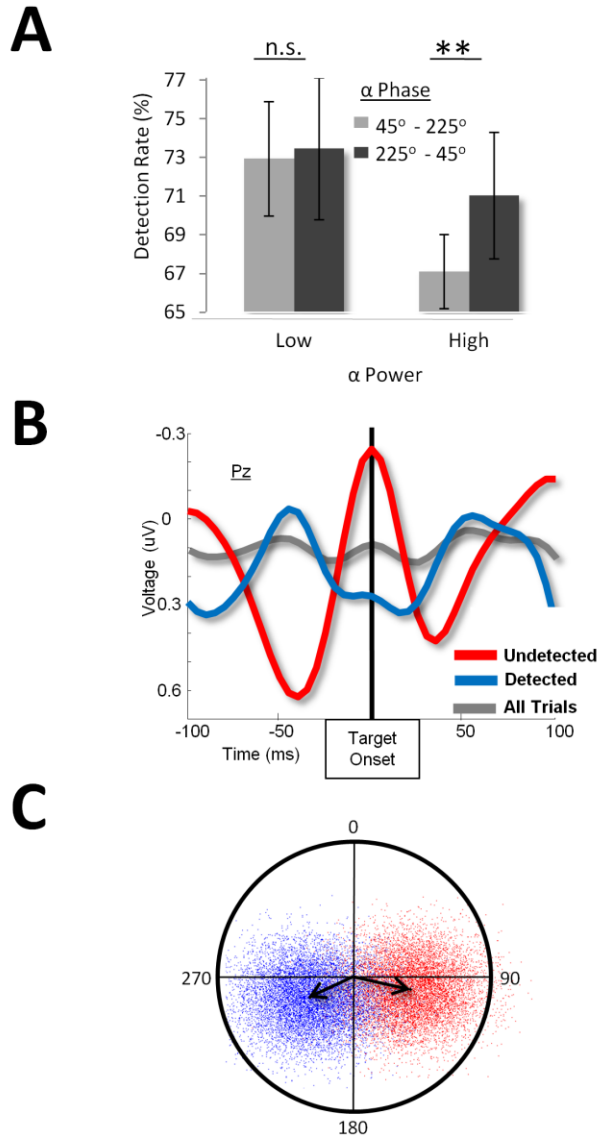 A
n.s.
**
77
75
73
71
69
67
65
Detection Rate (%)
α Phase
45° - 225°
225° - 45°
Low
High
α Power
B
-0.3
0
0.3
0.6
Voltage (uV)
Pz
Undetected
Detected
All Trials
-100
-50
50
100
Time (ms)
Target
Onset
C
0
270
90
180